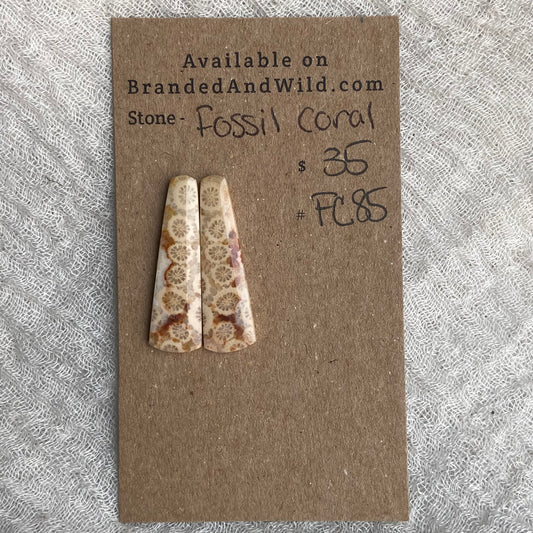 Available on
BrandedAndWild.com
Stone - Fossil Coral
$ 35
# FC85